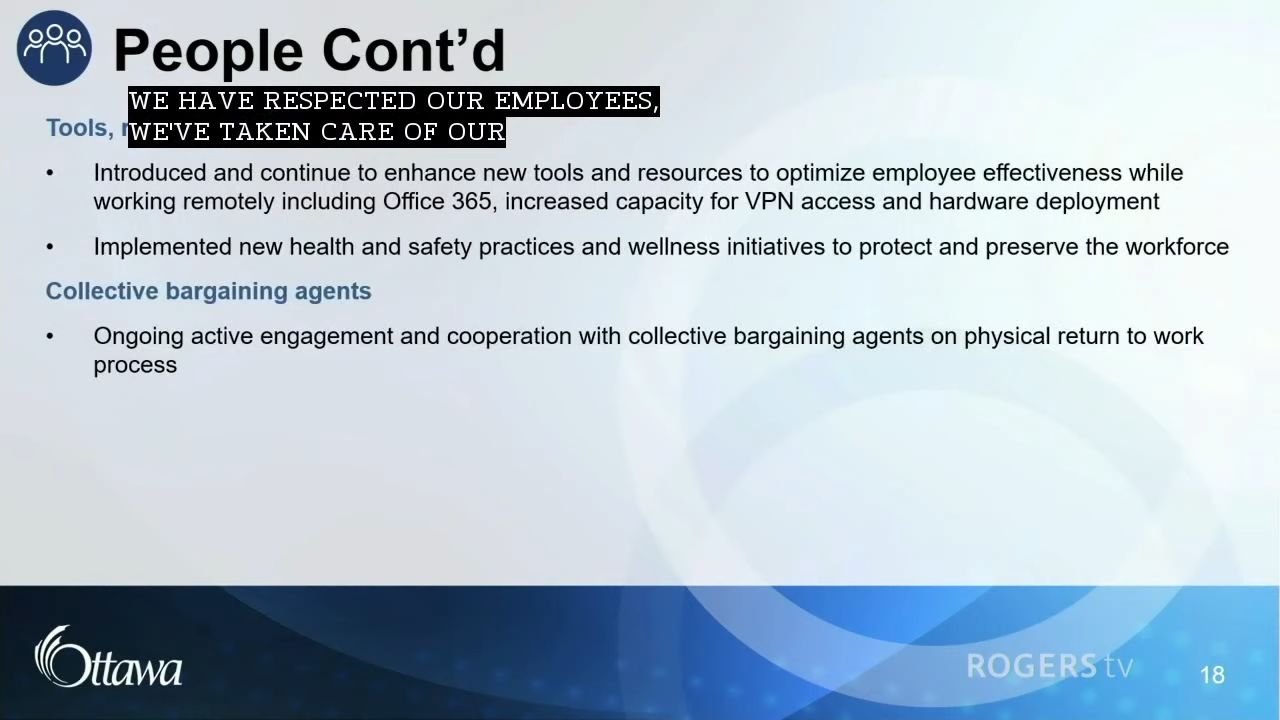 People Cont’d
WE HAVE RESPECTED OUR EMPLOYEES,
WE'VE TAKEN CARE OF OUR
Tools,
• Introduced and continue to enhance new tools and resources to optimize employee effectiveness while
working remotely including Office 365, increased capacity for VPN access and hardware deployment
• Implemented new health and safety practices and wellness initiatives to protect and preserve the workforce
Collective bargaining agents
• Ongoing active engagement and cooperation with collective bargaining agents on physical return to work
process
Ottawa
ROGERS tv
18